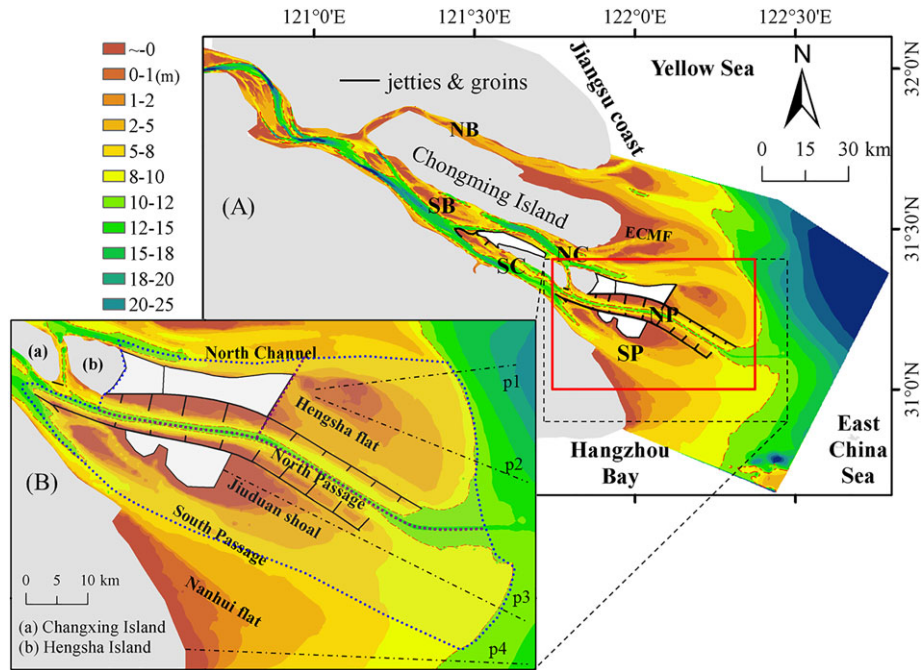 121°0'
121°30'
122°0'
122°30'
~-0
0-1(m)
1-2
2-5
5-8
8-10
10-12
12-15
15-18
18-20
20-25
jetties & groins
Jiangsu coast
Yellow Sea
N
0 15 30 km
32°0'N
31°30'N
31°0'N
(A)
NB
Chongming Island
SB
ECMF
NC
SC
NP
SP
Hangzhou
Bay
East
China
Sea
(a)
(b)
North Channel
p1
Hengsha flat
p2
North Passage
(B)
Jiuduan shoal
South Passage
p3
Nanhui flat
p4
0 5 10 km
(a) Changxing Island
(b) Hengsha Island